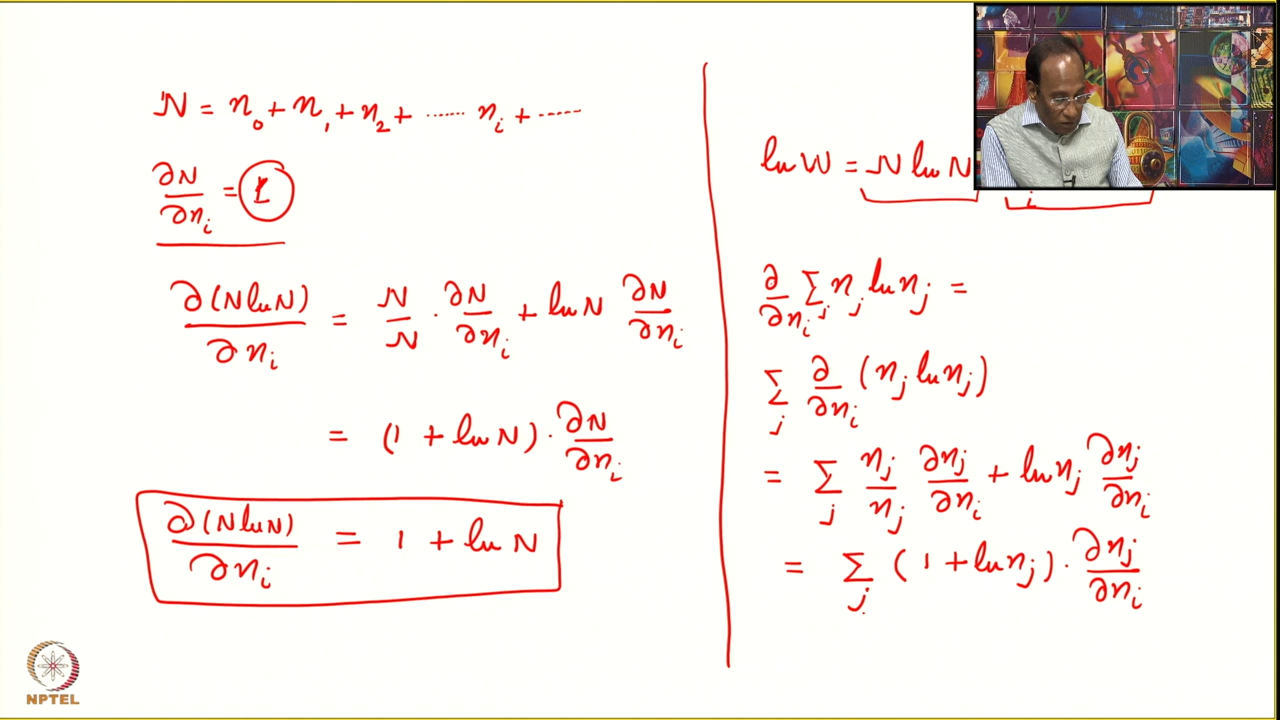 N = n₀ + n₁ + n₂ + ...... nᵢ + ......
∂N/∂nᵢ = 1
∂(N ln N)/∂nᵢ = N/N · ∂N/∂nᵢ + ln N ∂N/∂nᵢ
= (1 + ln N) · ∂N/∂nᵢ
∂(N ln N)/∂nᵢ = 1 + ln N
ln W = N ln N
i
∂/∂nᵢ Σⱼ nⱼ ln nⱼ =
Σⱼ ∂/∂nᵢ (nⱼ ln nⱼ)
= Σⱼ nⱼ/nⱼ ∂nⱼ/∂nᵢ + ln nⱼ ∂nⱼ/∂nᵢ
= Σⱼ (1 + ln nⱼ) · ∂nⱼ/∂nᵢ
NPTEL